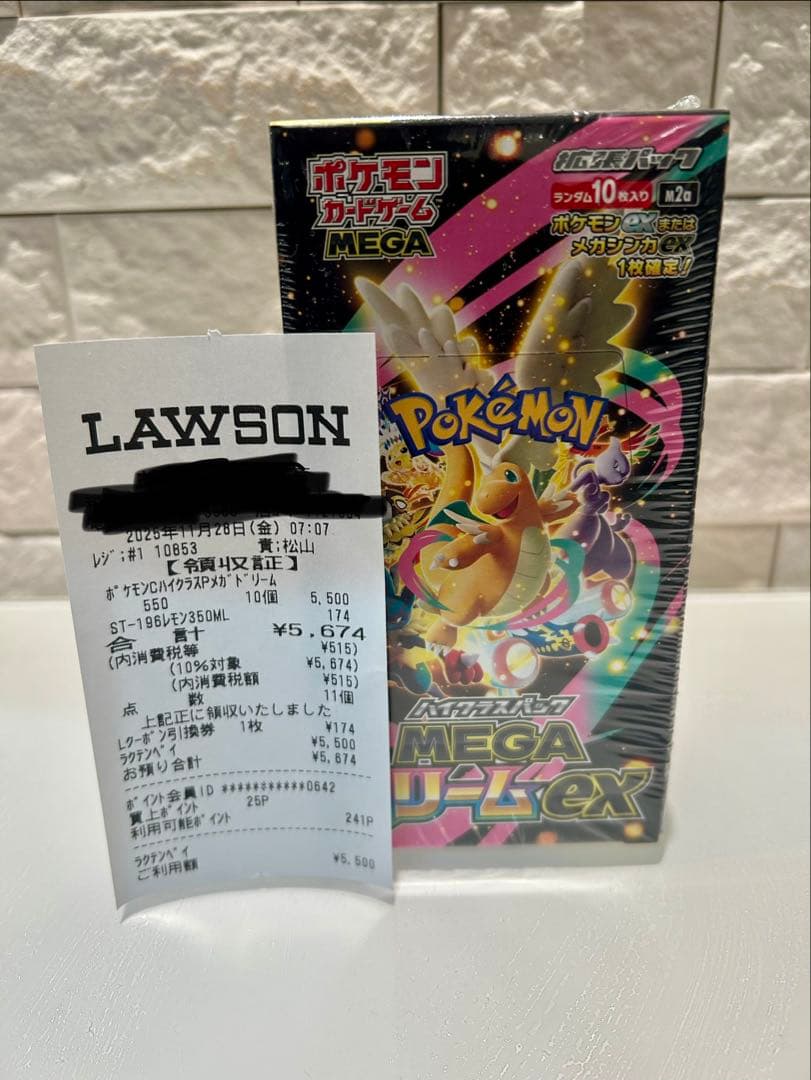 LAWSON
2025年11月28日(金) 07:07
レジ;#1 10853 責;松山
【領収証】
ポケモンCハイクラスPメガドリーム
550 10個 5,500
ST-196レモン350ML 174
合 計 ¥5,674
(内消費税等 ¥515)
(10%対象 ¥5,674)
(内消費税額 ¥515)
点 数 11個
上記正に領収いたしました
Lクーポン引換券 1枚 ¥174
ラクテンペイ ¥5,500
お預り合計 ¥5,674
ポイント会員ID ******:*****0642
買上ポイント 25P
利用可能ポイント 241P
ラクテンペイ
ご利用額 ¥5,500
ポケモン
カードゲーム
MEGA
拡張パック
ランダム10枚入り M2a
ポケモンexまたは
メガシンカex
1枚確定!
POKéMON
ハイクラスパック
MEGA
リームex